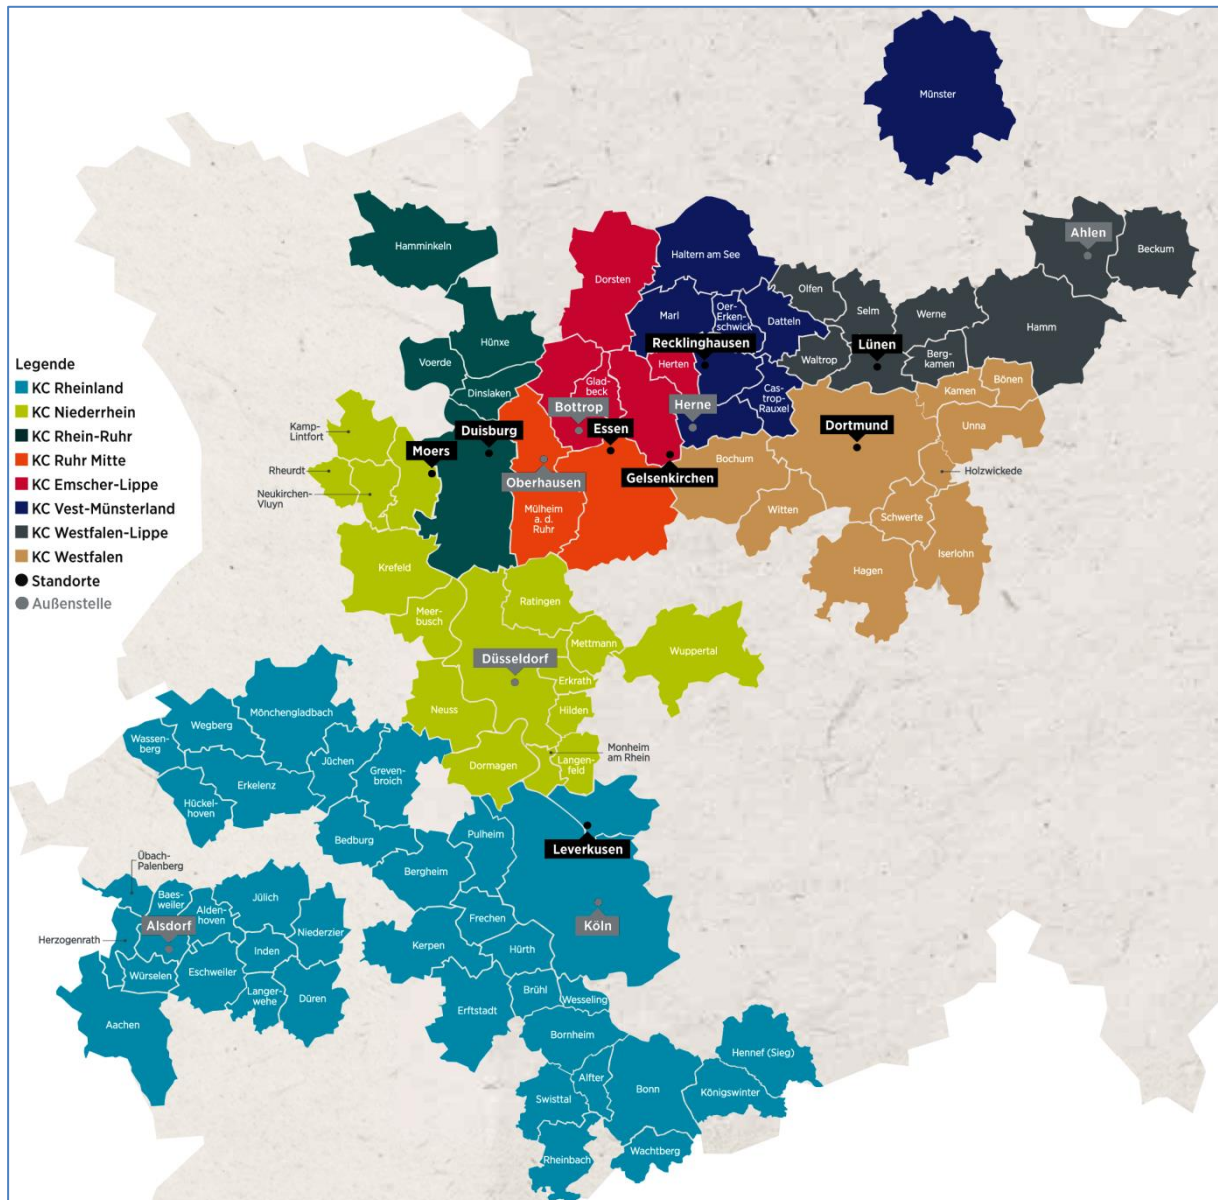 Münster
Ahlen
Beckum
Hamminkeln
Haltern am See
Dorsten
Olfen
Selm
Werne
Hamm
Marl
Oer-
Erken-
schwick
Datteln
Hünxe
Voerde
Recklinghausen
Lünen
Waltrop
Berg-
kamen
Legende
KC Rheinland
KC Niederrhein
KC Rhein-Ruhr
KC Ruhr Mitte
KC Emscher-Lippe
KC Vest-Münsterland
KC Westfalen-Lippe
KC Westfalen
Standorte
Außenstelle
Herten
Glad-
beck
Dinslaken
Bottrop
Herne
Cas-
trop-
Rauxel
Kamen
Bönen
Kamp-
Lintfort
Moers
Duisburg
Essen
Dortmund
Unna
Rheurdt
Neukirchen-
Vluyn
Oberhausen
Gelsenkirchen
Bochum
Holzwickede
Mülheim
a. d.
Ruhr
Witten
Schwerte
Iserlohn
Hagen
Krefeld
Ratingen
Meer-
busch
Mettmann
Wuppertal
Düsseldorf
Erkrath
Neuss
Hilden
Monheim
am Rhein
Dormagen
Langen-
feld
Mönchengladbach
Wegberg
Wassen-
berg
Jüchen
Greven-
broich
Erkelenz
Hückel-
hoven
Bedburg
Pulheim
Leverkusen
Bergheim
Übach-
Palenberg
Baes-
weiler
Jülich
Alden-
hoven
Alsdorf
Niederzier
Herzogenrath
Inden
Würselen
Eschweiler
Langer-
wehe
Düren
Aachen
Frechen
Köln
Kerpen
Hürth
Brühl
Wesseling
Erftstadt
Bornheim
Hennef (Sieg)
Alfter
Bonn
Königswinter
Swisttal
Rheinbach
Wachtberg